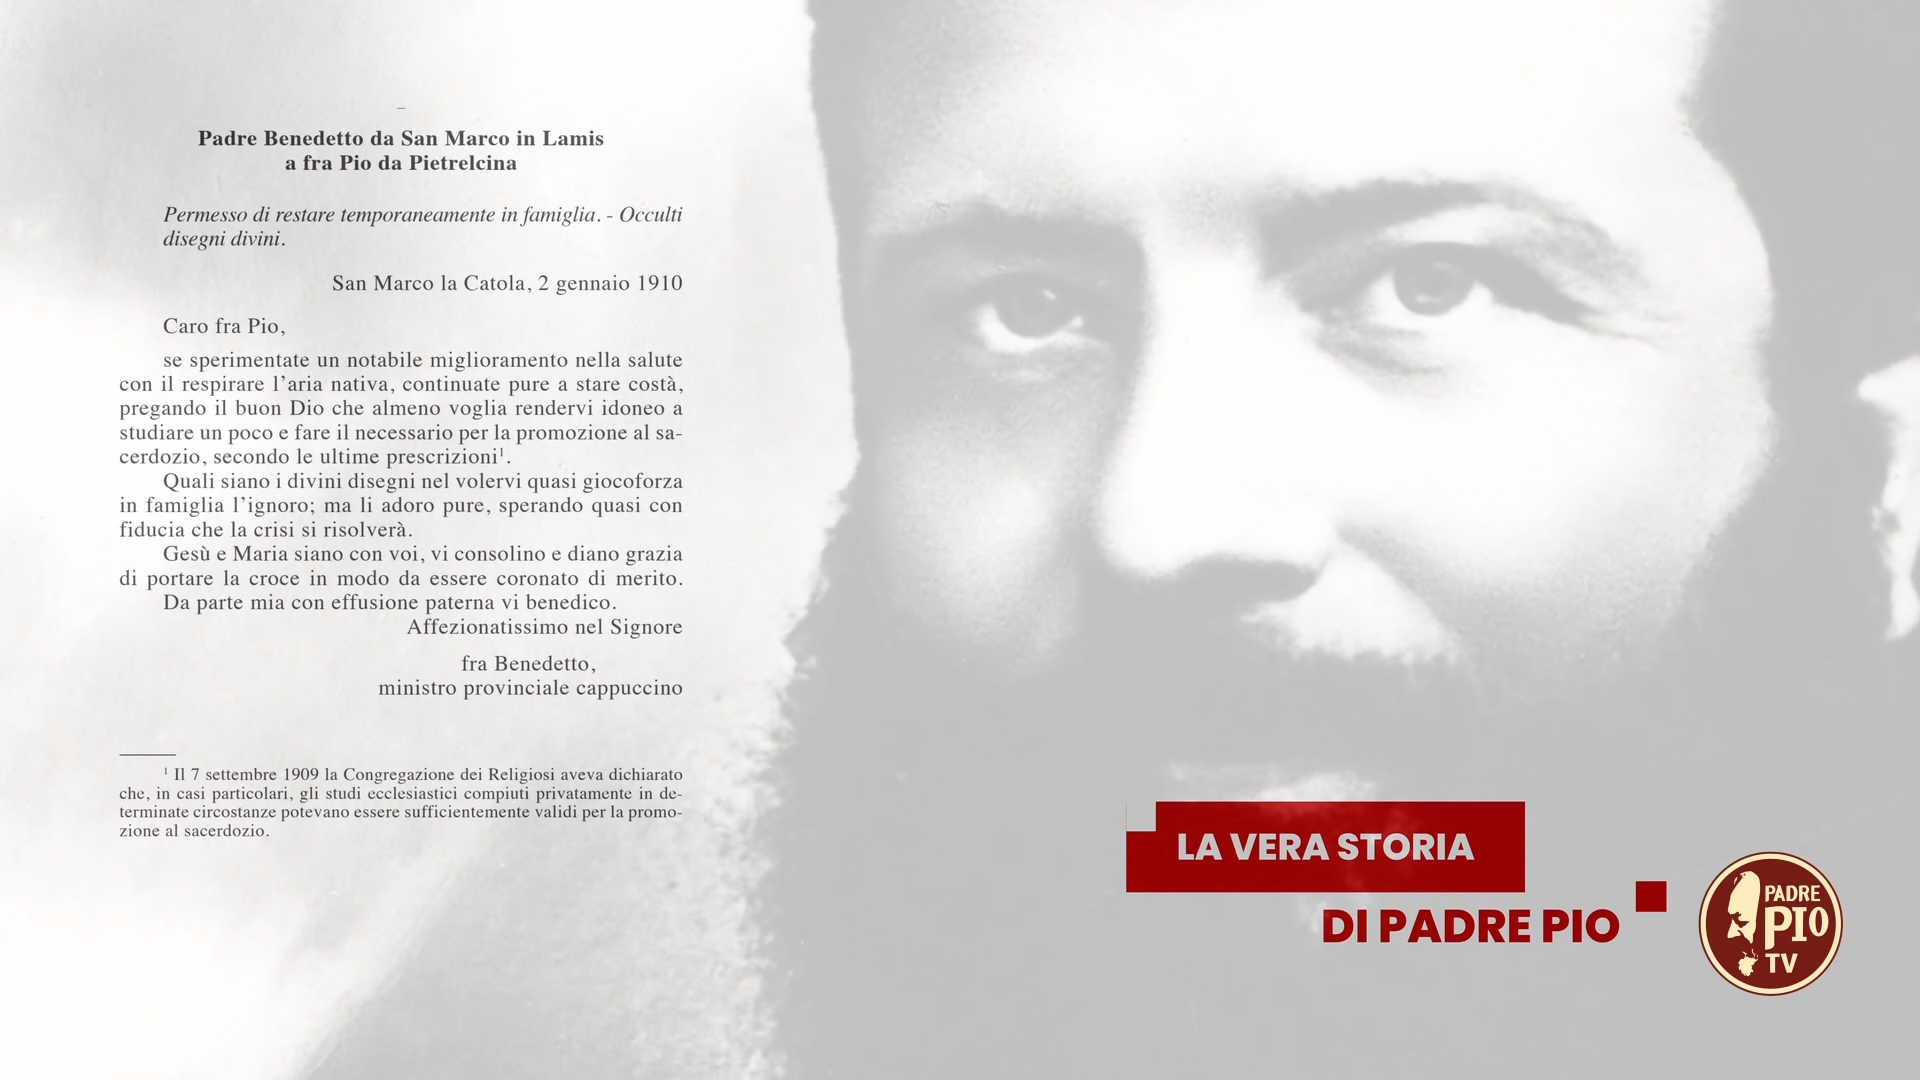 Padre Benedetto da San Marco in Lamis
a fra Pio da Pietrelcina
Permesso di restare temporaneamente in famiglia. - Occulti
disegni divini.
San Marco la Catola, 2 gennaio 1910
Caro fra Pio,
se sperimentate un notabile miglioramento nella salute
con il respirare l’aria nativa, continuate pure a stare costà,
pregando il buon Dio che almeno voglia rendervi idoneo a
studiare un poco e fare il necessario per la promozione al sa-
cerdozio, secondo le ultime prescrizioni¹.
Quali siano i divini disegni nel volervi quasi giocoforza
in famiglia l’ignoro; ma li adoro pure, sperando quasi con
fiducia che la crisi si risolverà.
Gesù e Maria siano con voi, vi consolino e diano grazia
di portare la croce in modo da essere coronato di merito.
Da parte mia con effusione paterna vi benedico.
Affezionatissimo nel Signore
fra Benedetto,
ministro provinciale cappuccino
¹ Il 7 settembre 1909 la Congregazione dei Religiosi aveva dichiarato
che, in casi particolari, gli studi ecclesiastici compiuti privatamente in de-
terminate circostanze potevano essere sufficientemente validi per la promo-
zione al sacerdozio.
LA VERA STORIA
DI PADRE PIO
PADRE
PIO
TV